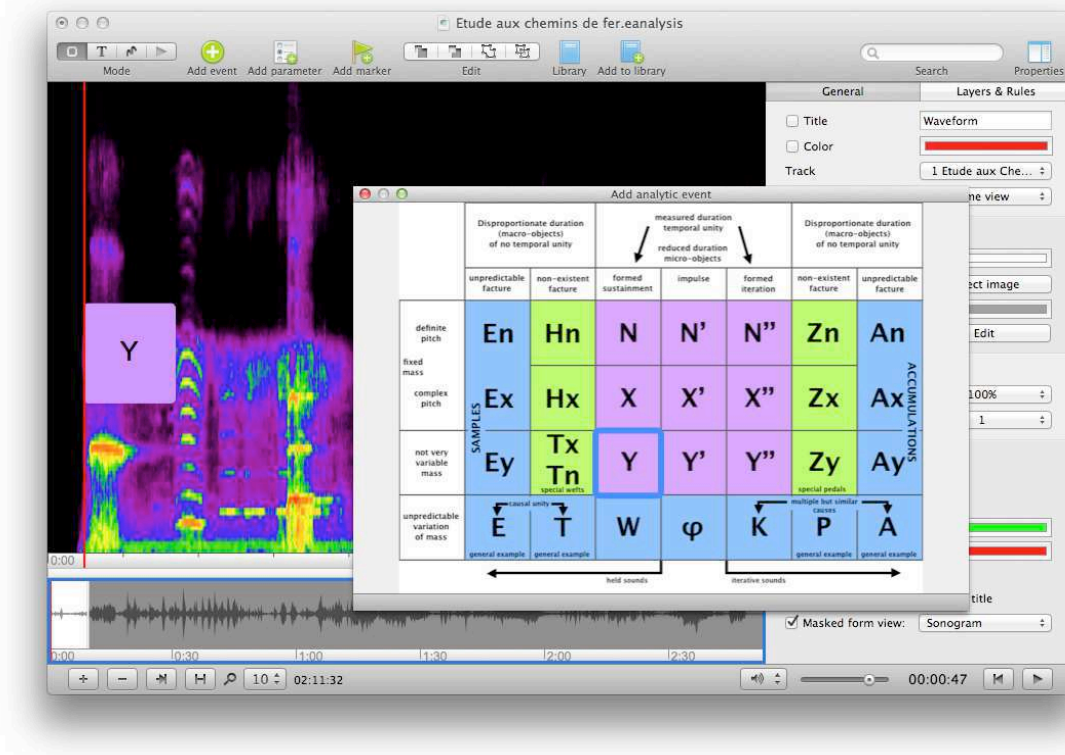 Etude aux chemins de fer.eanalysis
T
Mode
Add event
Add parameter
Add marker
Edit
Library
Add to library
Search
Properties
General
Layers & Rules
Title
Waveform
Color
Track
1 Etude aux Che...
me view
ect image
Edit
100%
1
title
Masked form view:
Sonogram
Y
0:00
Add analytic event
Disproportionate duration
(macro-objects)
of no temporal unity
measured duration
temporal unity
reduced duration
micro-objects
Disproportionate duration
(macro-objects)
of no temporal unity
unpredictable
facture
non-existent
facture
formed
sustainment
impulse
formed
iteration
non-existent
facture
unpredictable
facture
definite
pitch
En
Hn
N
N'
N''
Zn
An
fixed
mass
complex
pitch
Ex
Hx
X
X'
X''
Zx
Ax
SAMPLES
ACCUMULATIONS
not very
variable
mass
Ey
Tx
Tn
special wefts
Y
Y'
Y''
Zy
special pedals
Ay
unpredictable
variation
of mass
causal unity
multiple but similar
causes
E
T
W
φ
K
P
A
general example
general example
general example
general example
held sounds
iterative sounds
0:00
0:30
1:00
1:30
2:00
2:30
10
02:11:32
00:00:47